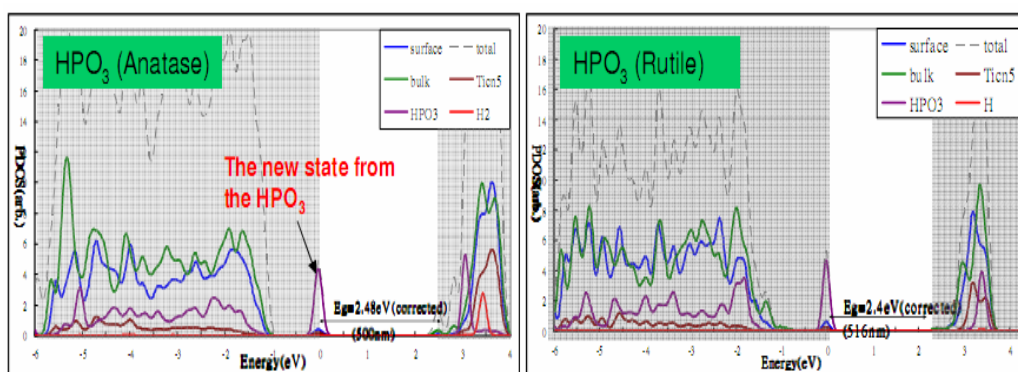 HPO3 (Anatase)
surface
total
bulk
Ticn5
HPO3
H2
The new state from
the HPO3
Eg=2.48eV(corrected)
(500nm)
PDOS(arb.)
20
18
16
14
12
10
8
6
4
2
0
-6
-5
-4
-3
-2
-1
0
1
2
3
4
Energy(eV)
HPO3 (Rutile)
surface
total
bulk
Ticn5
HPO3
H
Eg=2.4eV(corrected)
(516nm)
20
18
16
14
12
10
8
6
4
2
0
-6
-5
-4
-3
-2
-1
0
1
2
3
4
Energy(eV)